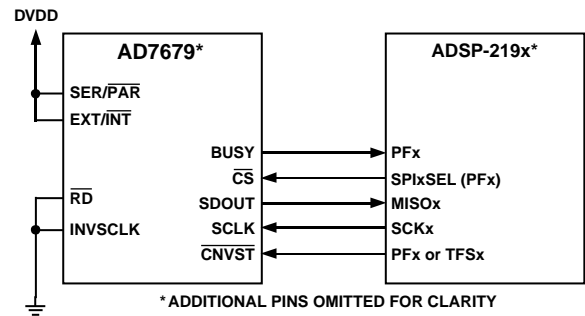 DVDD
AD7679*
ADSP-219x*
SER/PAR
EXT/INT
BUSY
PFx
CS
SPIxSEL (PFx)
RD
SDOUT
MISOx
INVSCLK
SCLK
SCKx
CNVST
PFx or TFSx
*ADDITIONAL PINS OMITTED FOR CLARITY